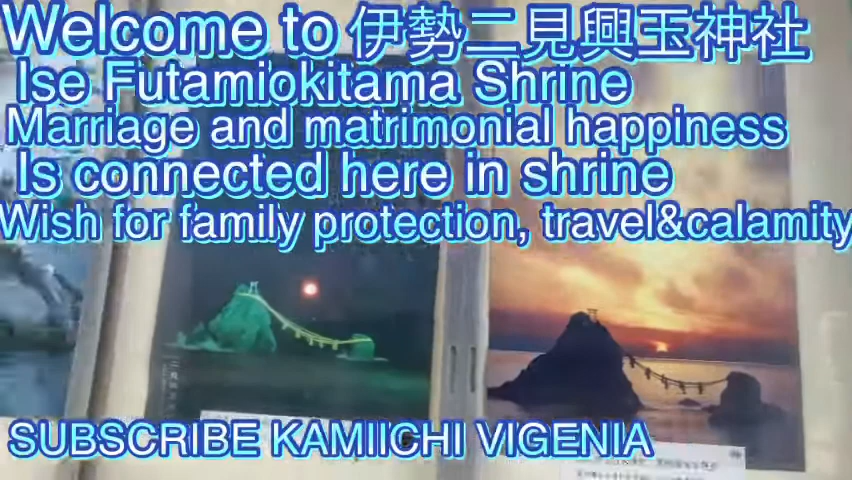 Welcome to 伊勢二見興玉神社
Ise Futamiokitama Shrine
Marriage and matrimonial happiness
Is connected here in shrine
Wish for family protection, travel&calamity
SUBSCRIBE KAMIICHI VIGENIA